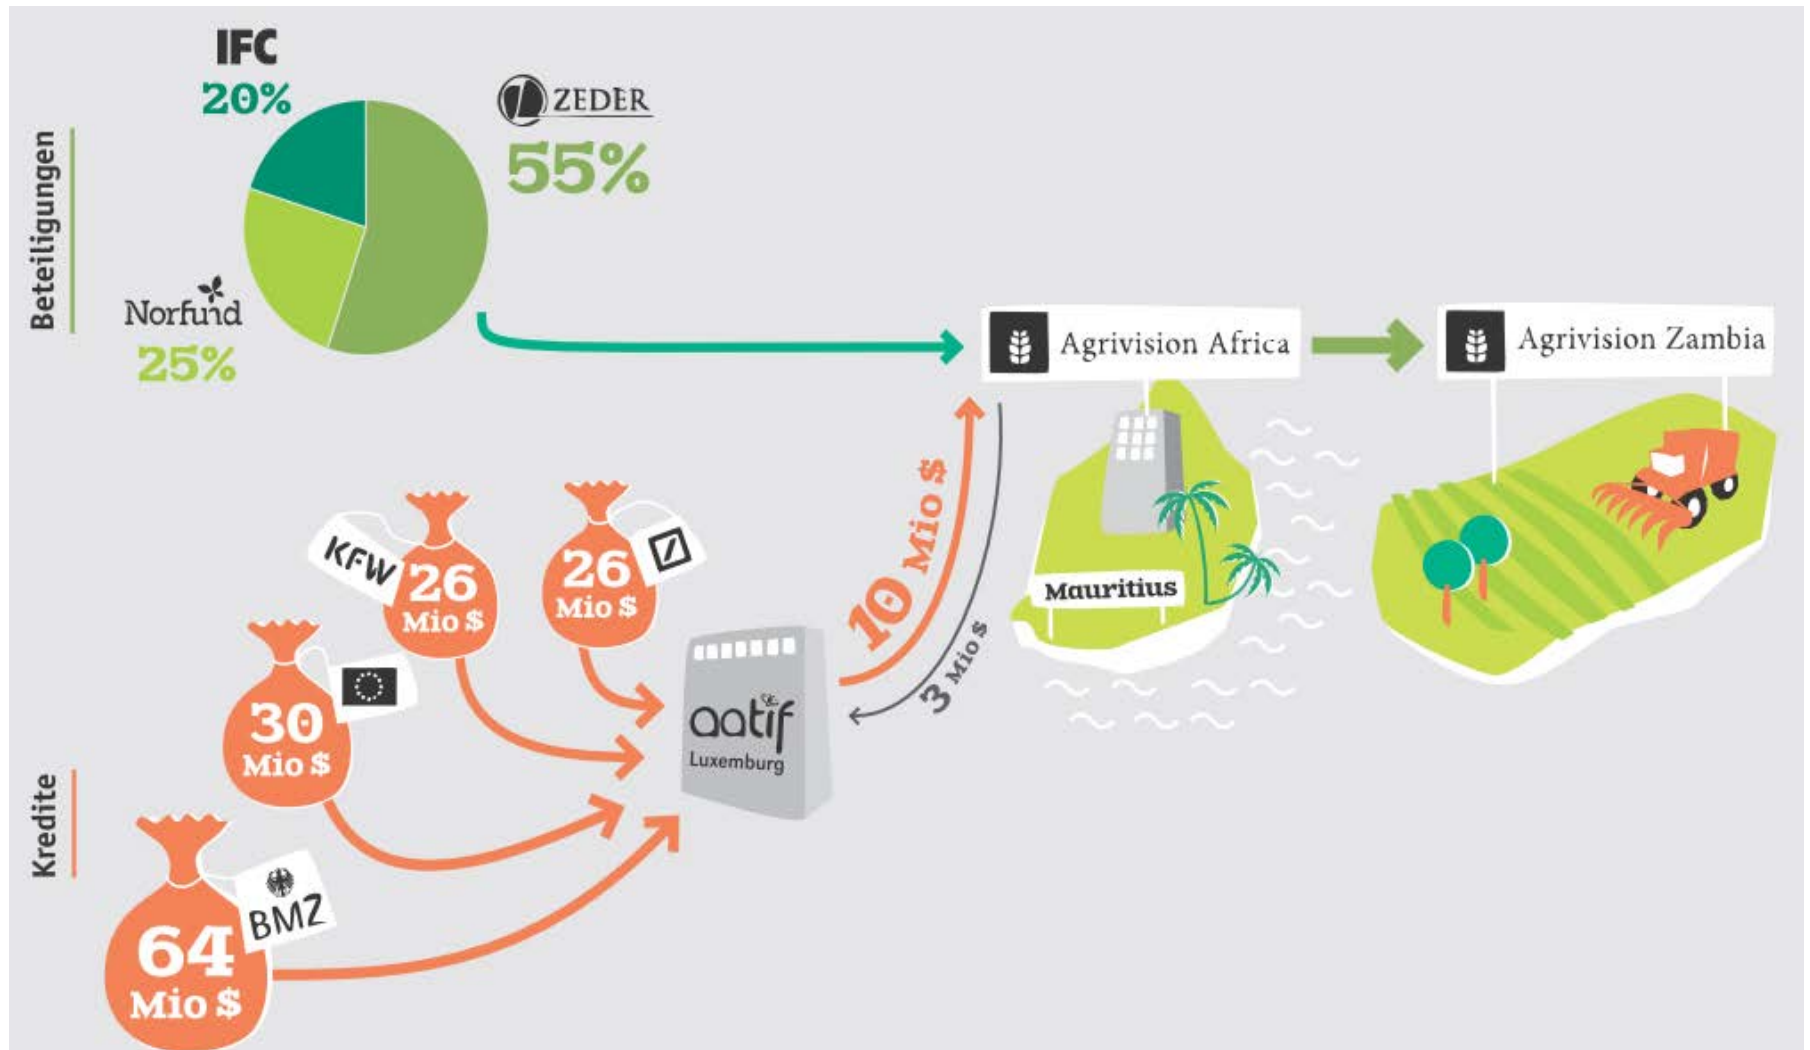 Beteiligungen
IFC
20%
ZEDER
55%
Norfund
25%
Agrivision Africa
Agrivision Zambia
Mauritius
10 Mio $
3 Mio $
Kredite
KFW
26
Mio $
26
Mio $
30
Mio $
BMZ
64
Mio $
aatif
Luxemburg